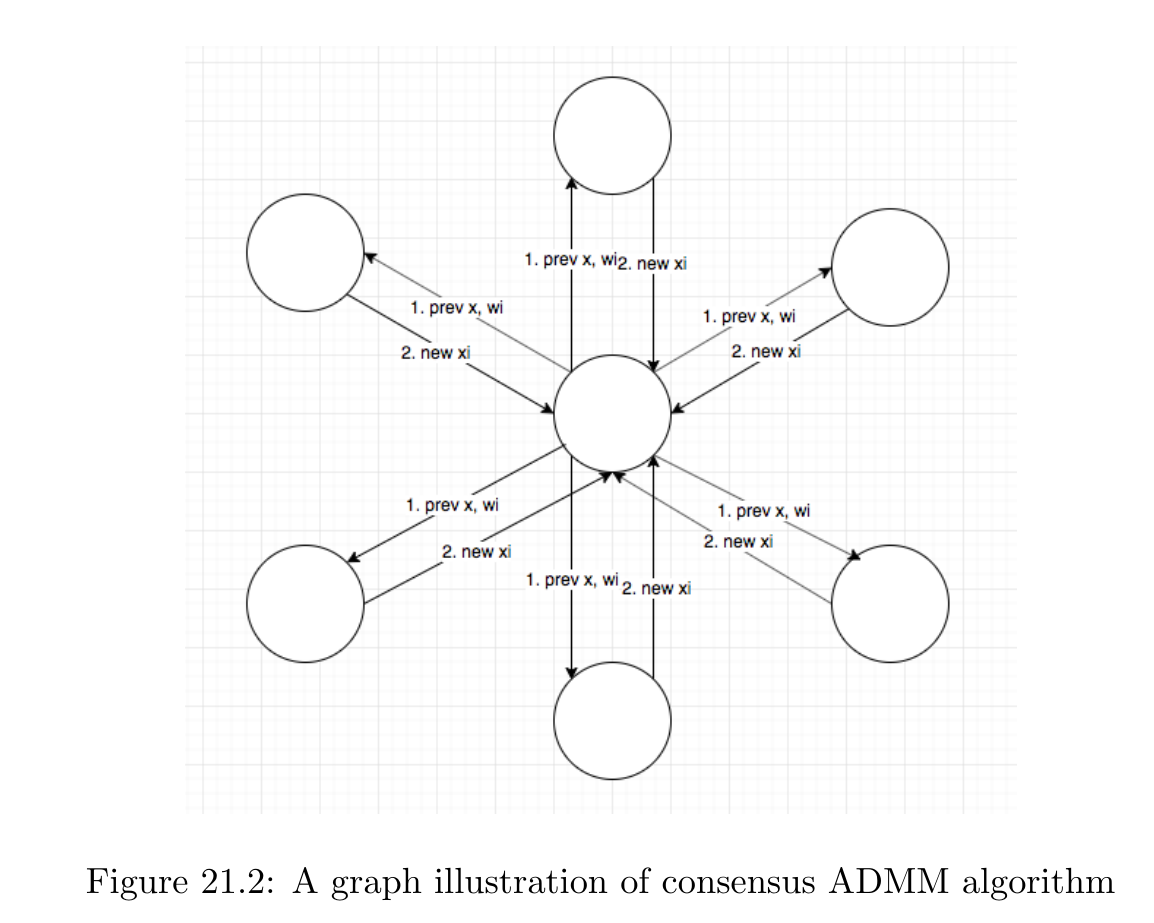 1. prev x, wi
2. new xi
1. prev x, wi
1. prev x, wi
2. new xi
2. new xi
1. prev x, wi
1. prev x, wi
2. new xi
2. new xi
1. prev x, wi
2. new xi
Figure 21.2: A graph illustration of consensus ADMM algorithm